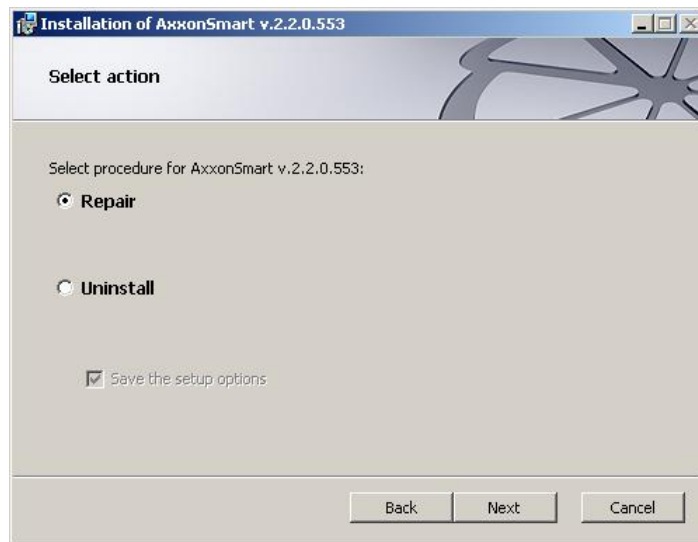 Installation of AxxonSmart v.2.2.0.553
Select action
Select procedure for AxxonSmart v.2.2.0.553:
Repair
Uninstall
Save the setup options
Back Next Cancel